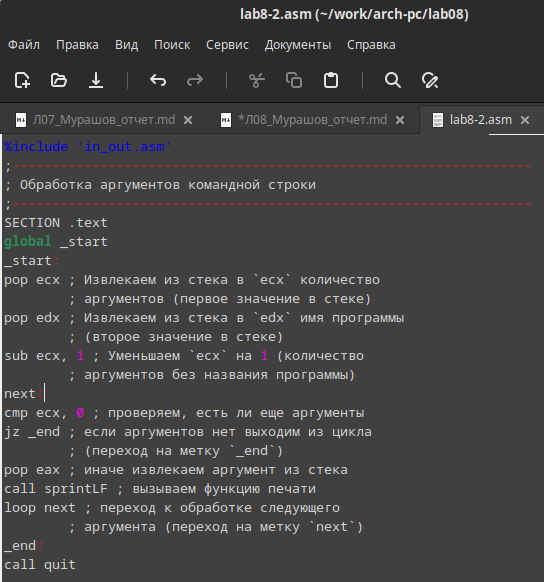 lab8-2.asm (~/work/arch-pc/lab08)
Файл Правка Вид Поиск Сервис Документы Справка
Л07_Мурашов_отчет.md × *Л08_Мурашов_отчет.md × lab8-2.asm ×
%include 'in_out.asm'
;-----------------------------------------------------------------
; Обработка аргументов командной строки
;-----------------------------------------------------------------
SECTION .text
global _start
_start:
pop ecx ; Извлекаем из стека в `ecx` количество
        ; аргументов (первое значение в стеке)
pop edx ; Извлекаем из стека в `edx` имя программы
        ; (второе значение в стеке)
sub ecx, 1 ; Уменьшаем `ecx` на 1 (количество
        ; аргументов без названия программы)
next:
cmp ecx, 0 ; проверяем, есть ли еще аргументы
jz _end ; если аргументов нет выходим из цикла
        ; (переход на метку `_end`)
pop eax ; иначе извлекаем аргумент из стека
call sprintLF ; вызываем функцию печати
loop next ; переход к обработке следующего
        ; аргумента (переход на метку `next`)
_end:
call quit